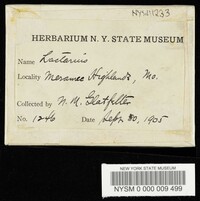 NYSM1233
HERBARIUM N. Y. STATE MUSEUM
Name Lactarius
Locality Meramec Highlands, Mo.
Collected by N. M. Glatfelter
No. 1246 Date Sept. 30, 1905
NEW YORK STATE MUSEUM
NYSM 0 000 009 499